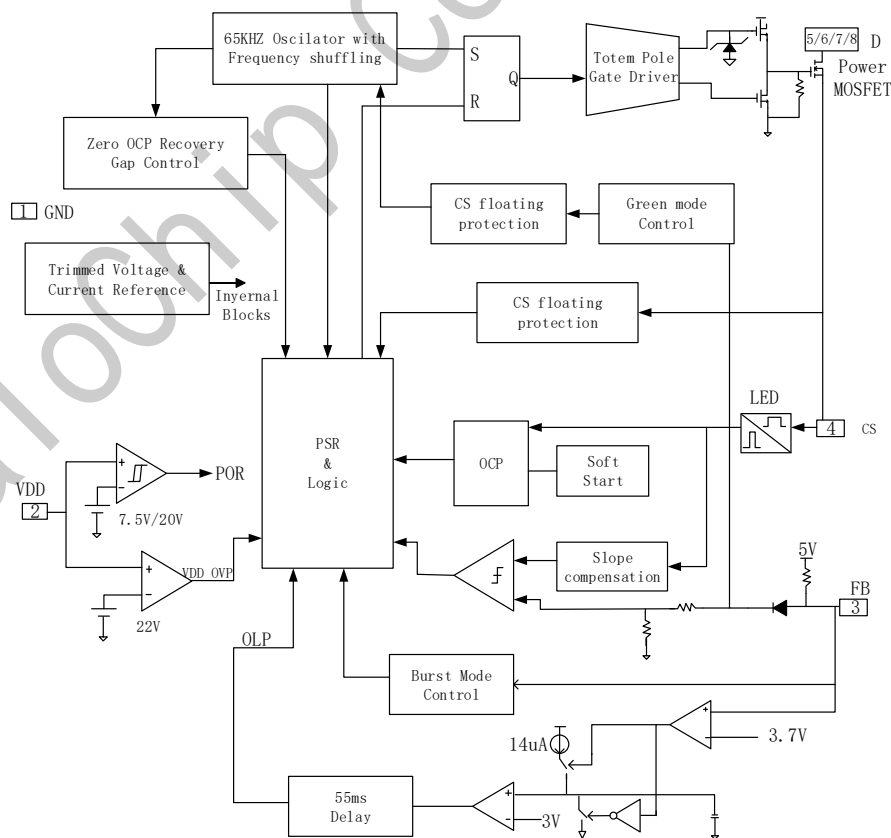 65KHZ Oscilator with
Frequency shuffling
S
R
Q
Totem Pole
Gate Driver
5/6/7/8
D
Power
MOSFET
Zero OCP Recovery
Gap Control
1
GND
CS floating
protection
Green mode
Control
Trimmed Voltage &
Current Reference
Inyernal
Blocks
CS floating
protection
LED
4
CS
PSR
&
Logic
OCP
Soft
Start
VDD
2
+
-
POR
7.5V/20V
+
-
VDD OVP
22V
Slope
compensation
5V
FB
3
OLP
Burst Mode
Control
+
-
3.7V
14uA
55ms
Delay
+
-
3V